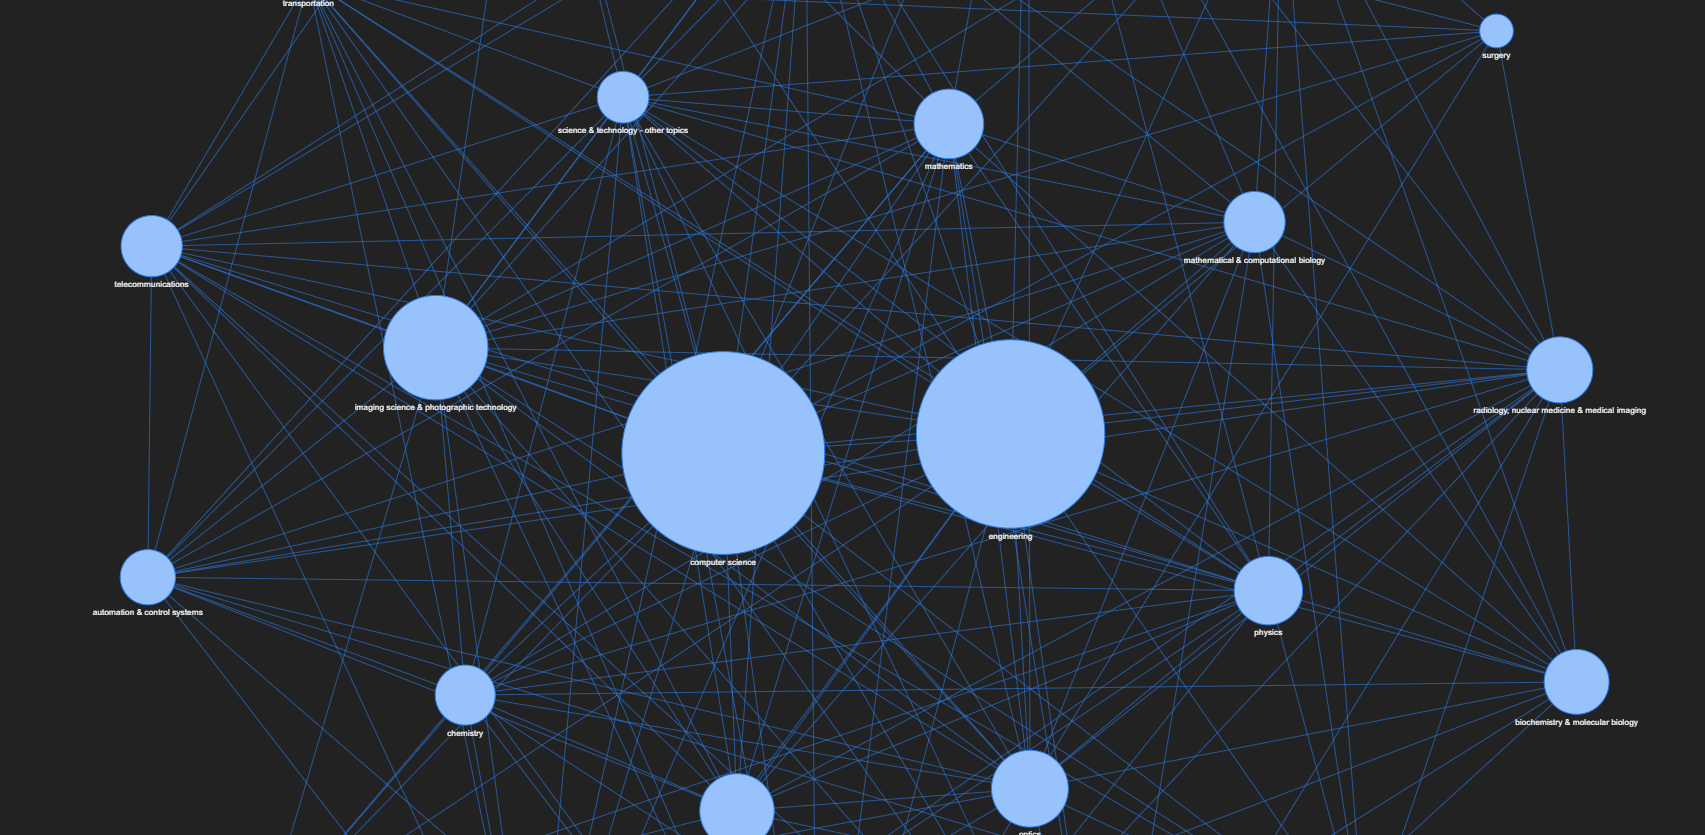 transportation
surgery
science & technology - other topics
mathematics
mathematical & computational biology
telecommunications
imaging science & photographic technology
radiology, nuclear medicine & medical imaging
engineering
computer science
automation & control systems
physics
biochemistry & molecular biology
chemistry
optics